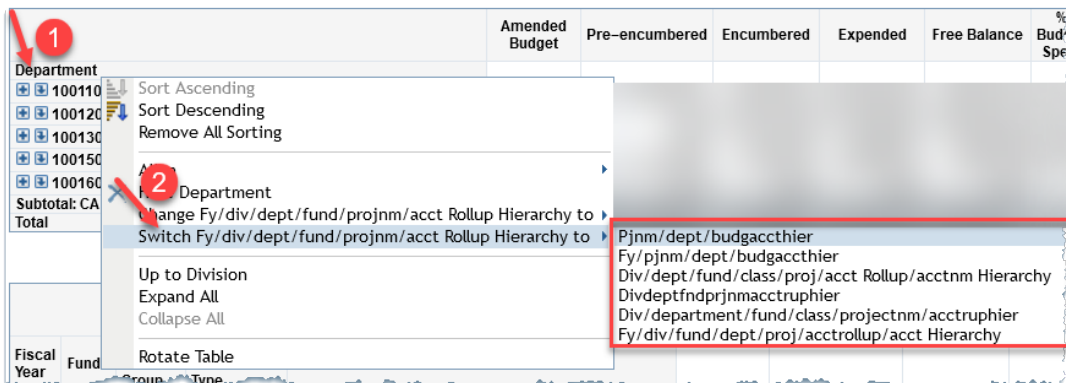 1
Amended Budget
Pre-encumbered
Encumbered
Expended
Free Balance
%
Department
100110
100120
100130
100150
100160
Subtotal: CA
Total
Sort Ascending
Sort Descending
Remove All Sorting
2
Department
Change Fy/div/dept/fund/projnm/acct Rollup Hierarchy to
Switch Fy/div/dept/fund/projnm/acct Rollup Hierarchy to
Up to Division
Expand All
Collapse All
Rotate Table
Pjnm/dept/budgaccthier
Fy/pjnm/dept/budgaccthier
Div/dept/fund/class/proj/acct Rollup/acctnm Hierarchy
Divdeptfndprjnmacctruphier
Div/department/fund/class/projectnm/acctruphier
Fy/div/fund/dept/proj/acctrollup/acct Hierarchy
Fiscal Year
Fund
Group
Type